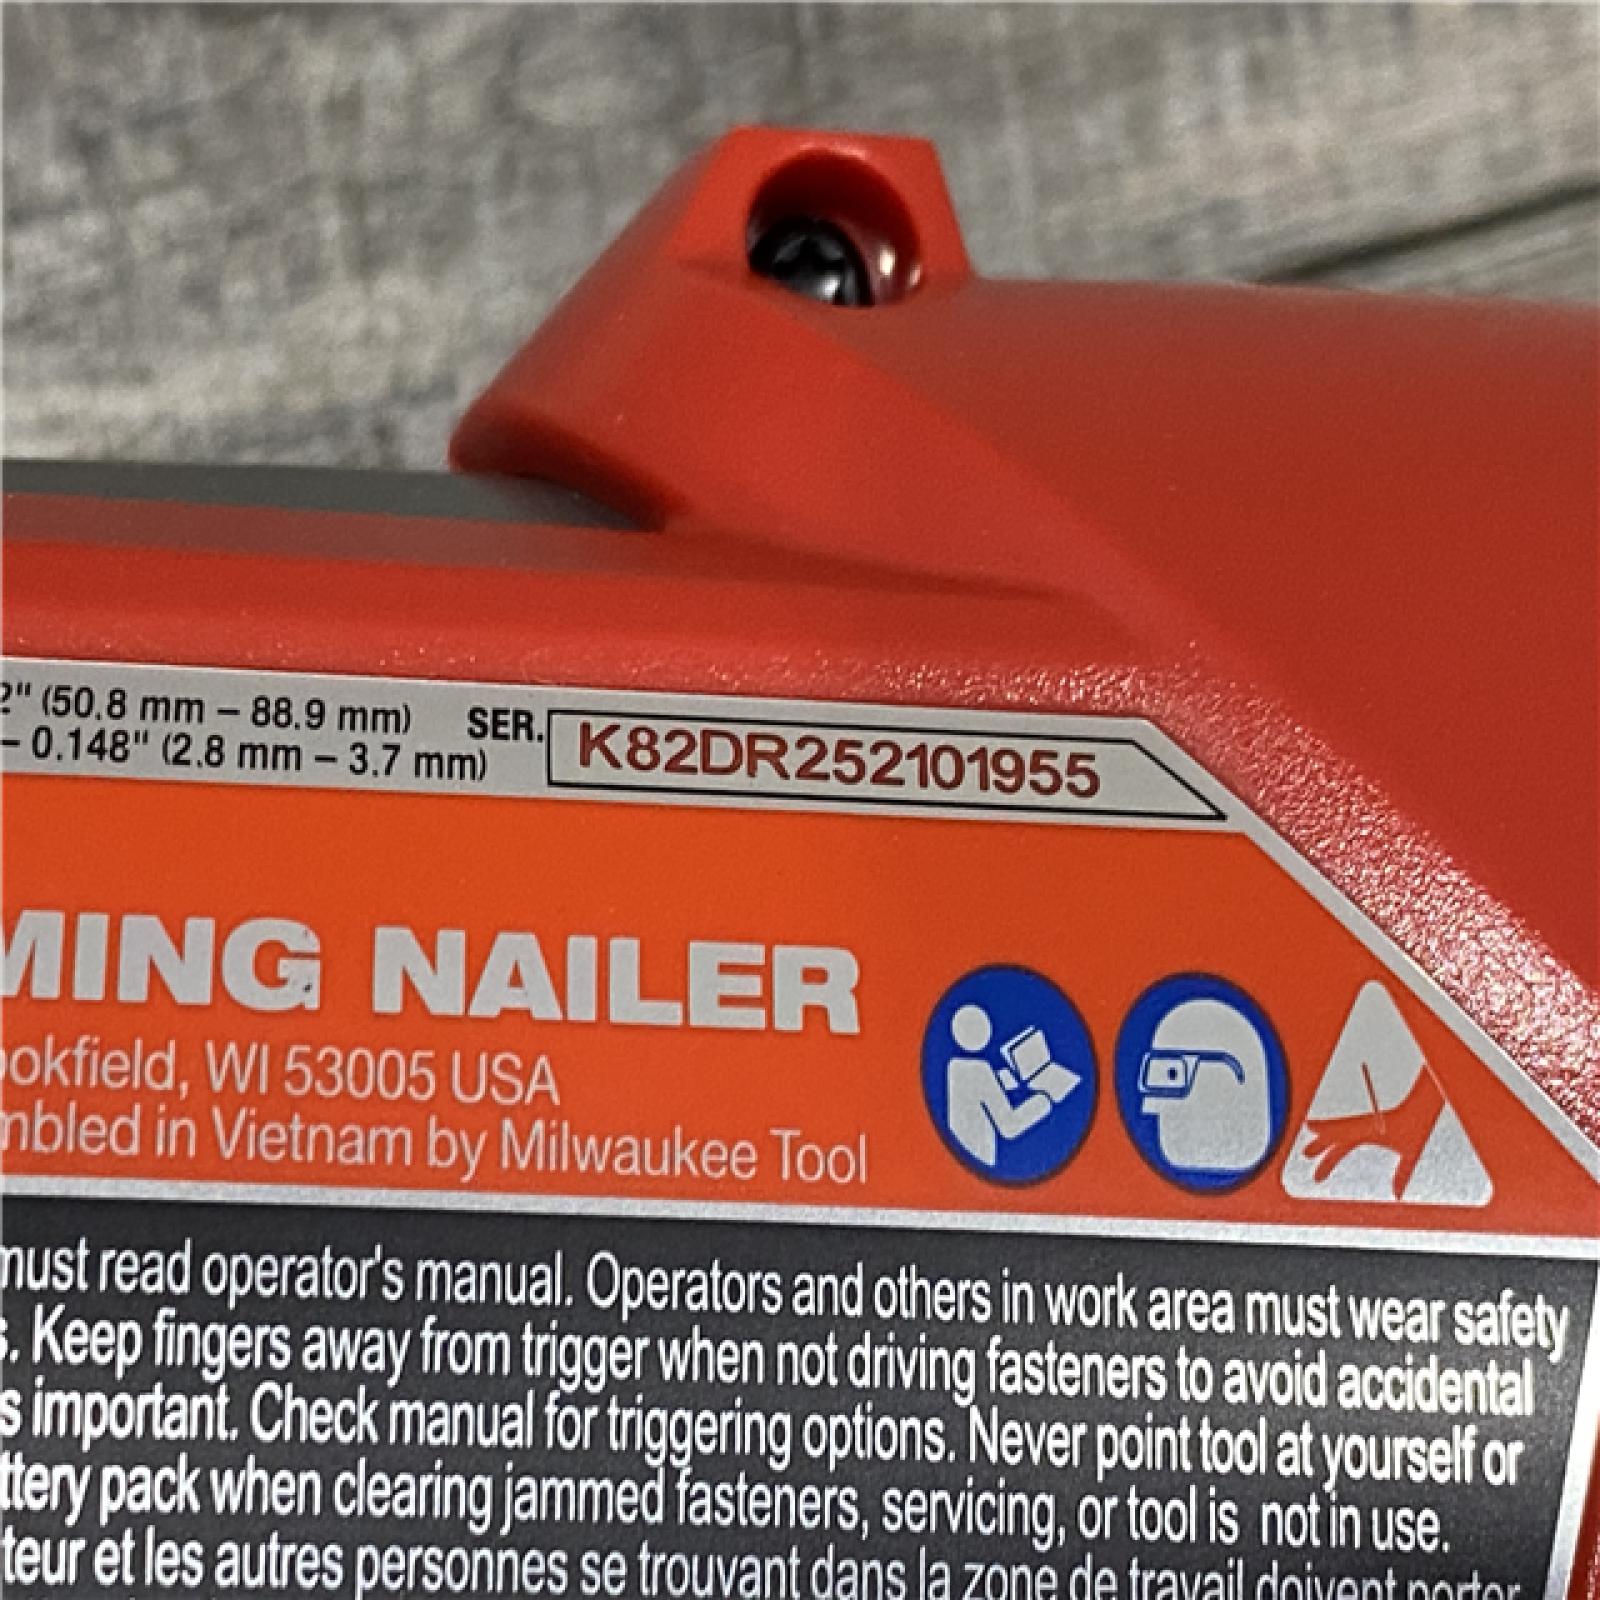 2" (50.8 mm – 88.9 mm) SER. K82DR252101955
– 0.148" (2.8 mm – 3.7 mm)
MING NAILER
ookfield, WI 53005 USA
mbled in Vietnam by Milwaukee Tool
must read operator's manual. Operators and others in work area must wear safety
s. Keep fingers away from trigger when not driving fasteners to avoid accidental
s important. Check manual for triggering options. Never point tool at yourself or
ttery pack when clearing jammed fasteners, servicing, or tool is not in use.
teur et les autres personnes se trouvant dans la zone de travail doivent porter